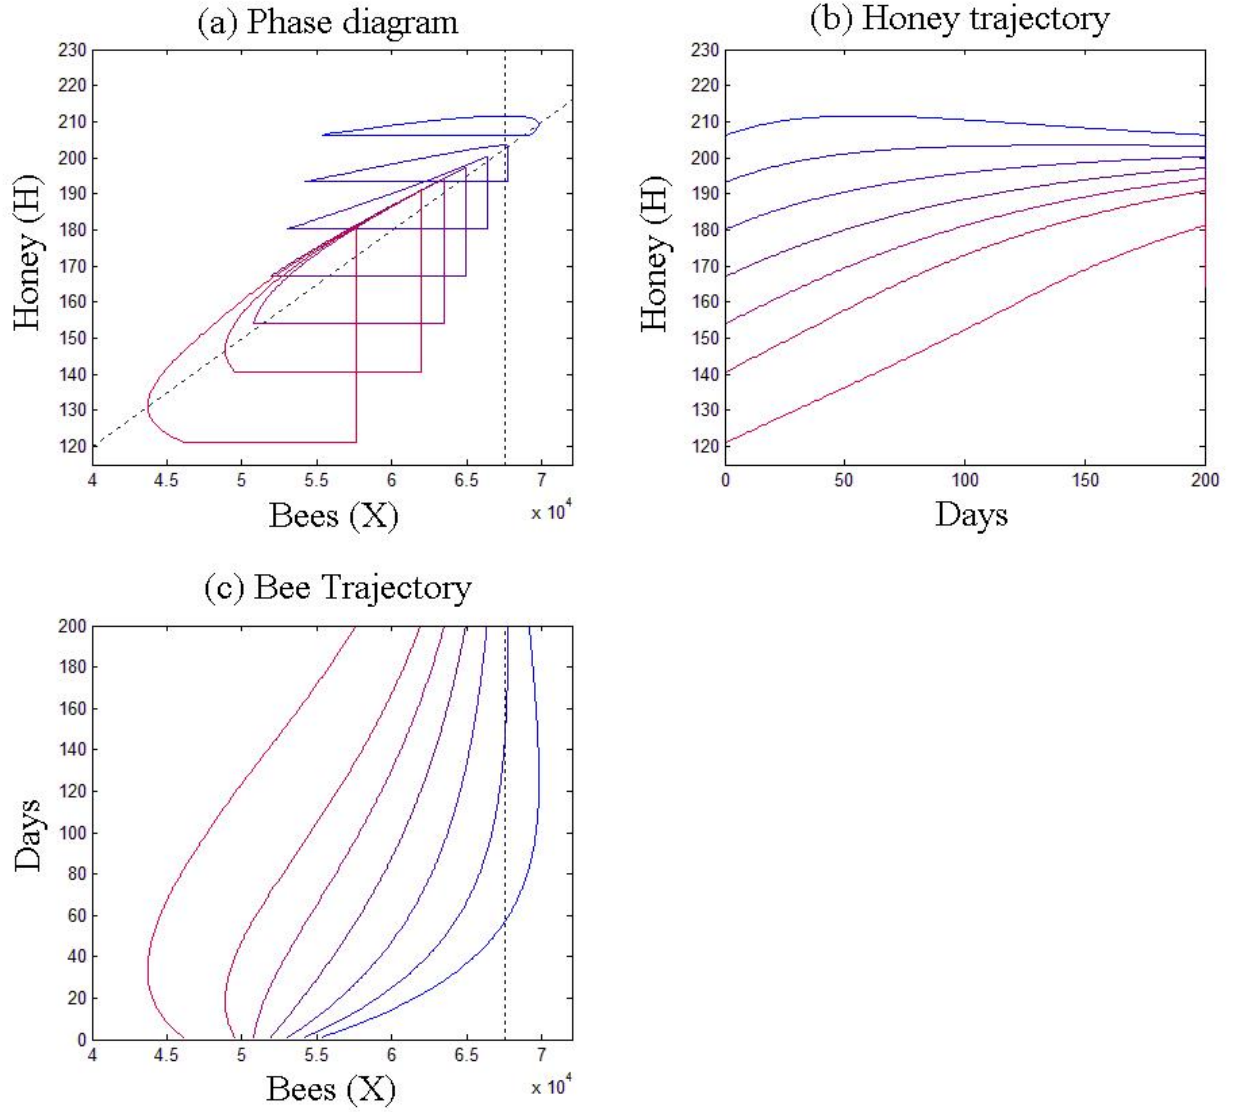 (a) Phase diagram
230
220
210
200
190
180
170
160
150
140
130
120
Honey (H)
4 4.5 5 5.5 6 6.5 7
x 10^4
Bees (X)
(b) Honey trajectory
230
220
210
200
190
180
170
160
150
140
130
120
Honey (H)
0 50 100 150 200
Days
(c) Bee Trajectory
200
180
160
140
120
100
80
60
40
20
0
Days
4 4.5 5 5.5 6 6.5 7
x 10^4
Bees (X)